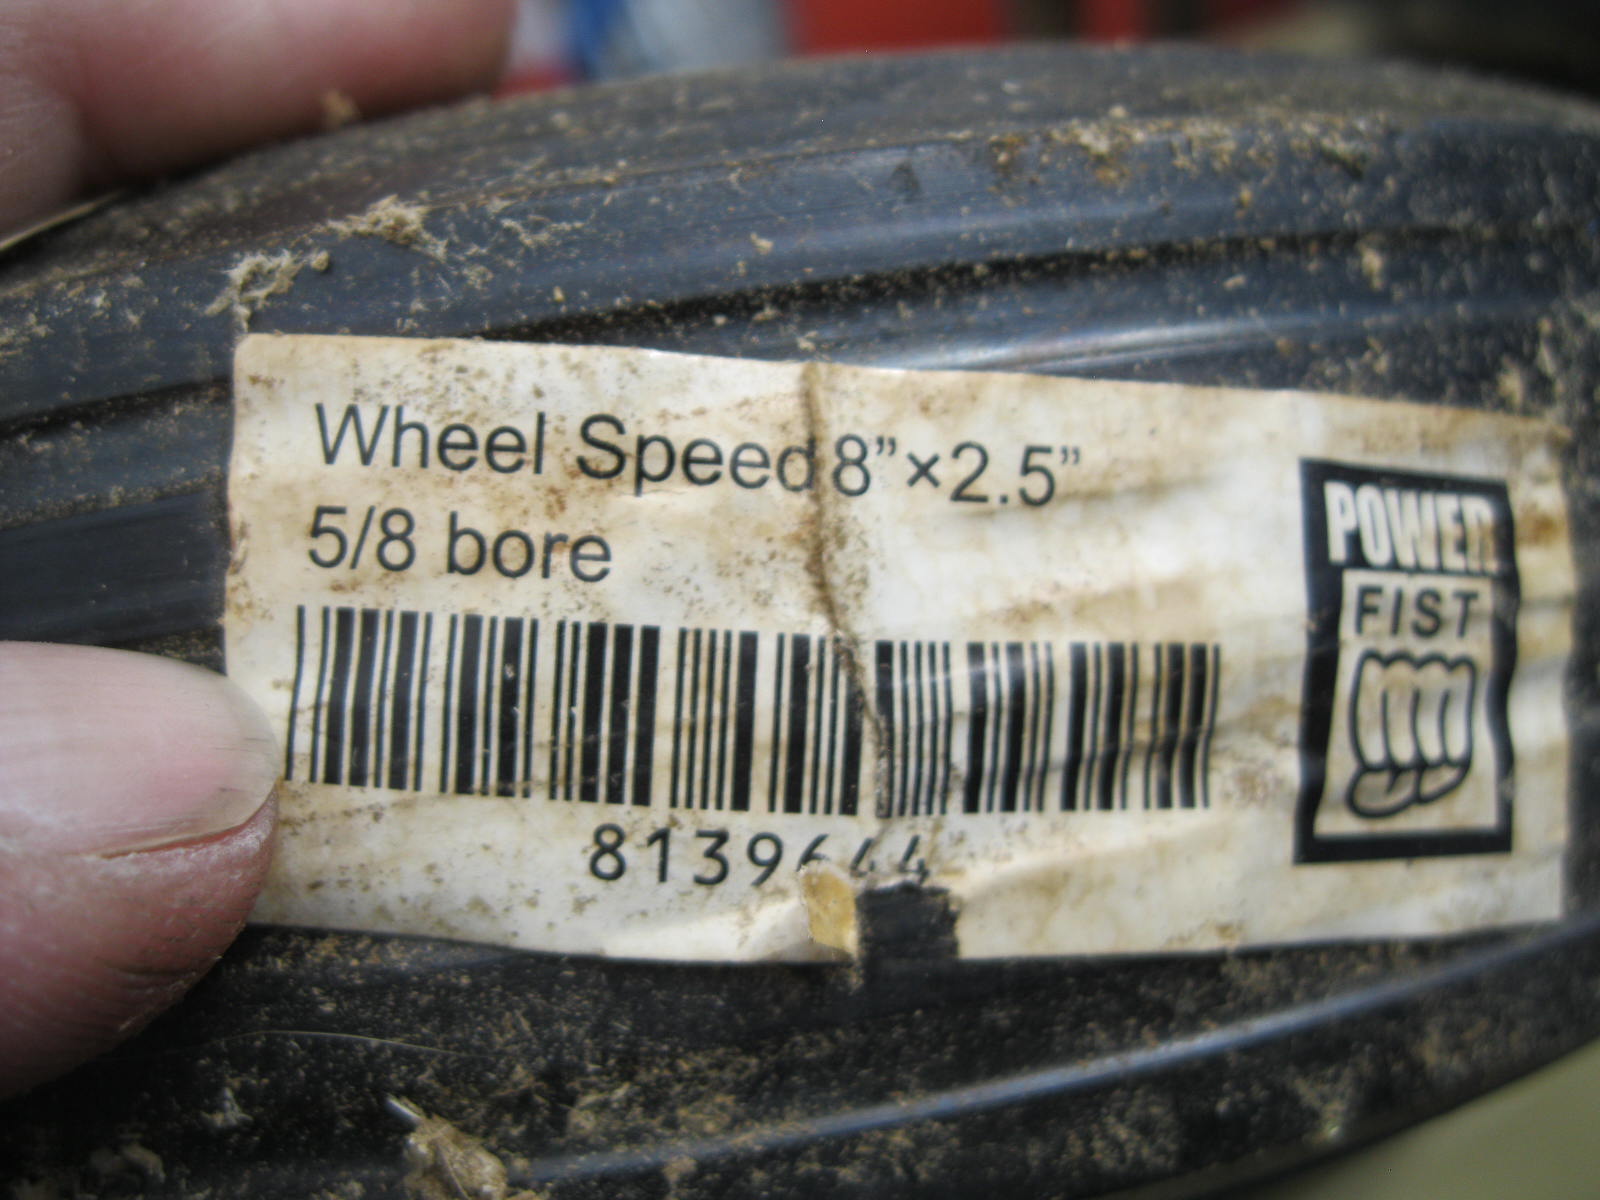 Wheel Speed 8”×2.5”
5/8 bore
8139644
POWER
FIST